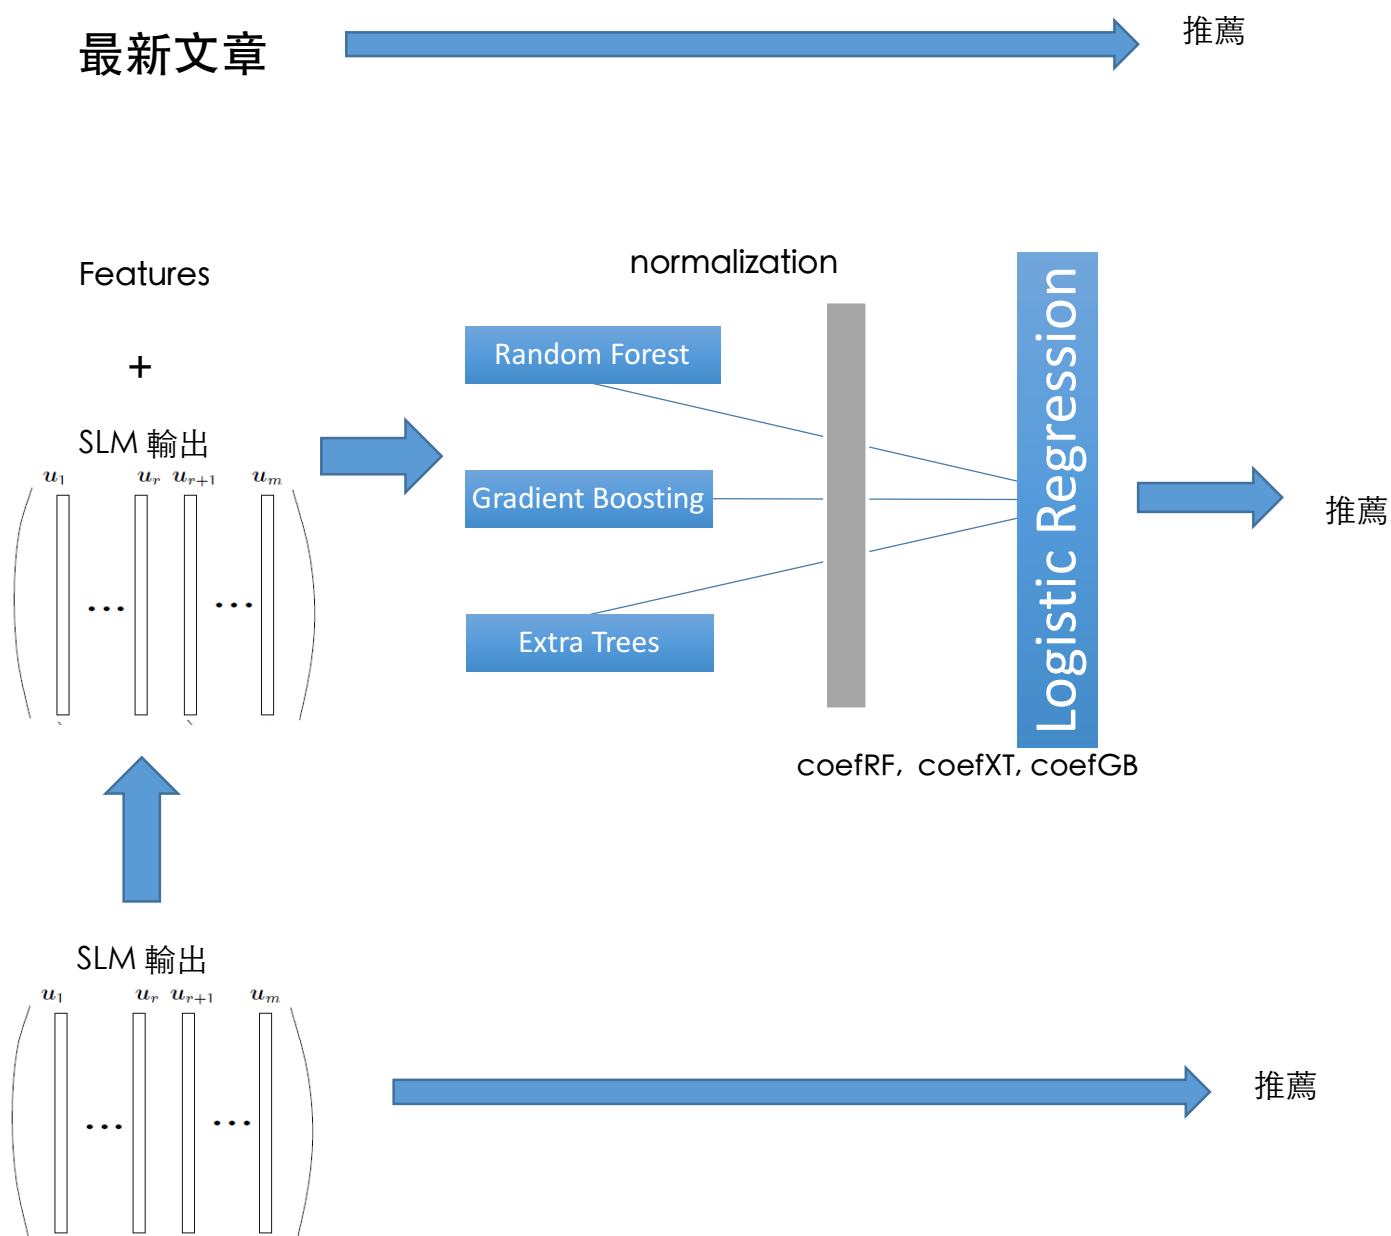 最新文章
推薦
Features
+
SLM 輸出
u₁ uᵣ uᵣ₊₁ uₘ
... ...
normalization
Random Forest
Gradient Boosting
Extra Trees
Logistic Regression
coefRF, coefXT, coefGB
推薦
SLM 輸出
u₁ uᵣ uᵣ₊₁ uₘ
... ...
推薦